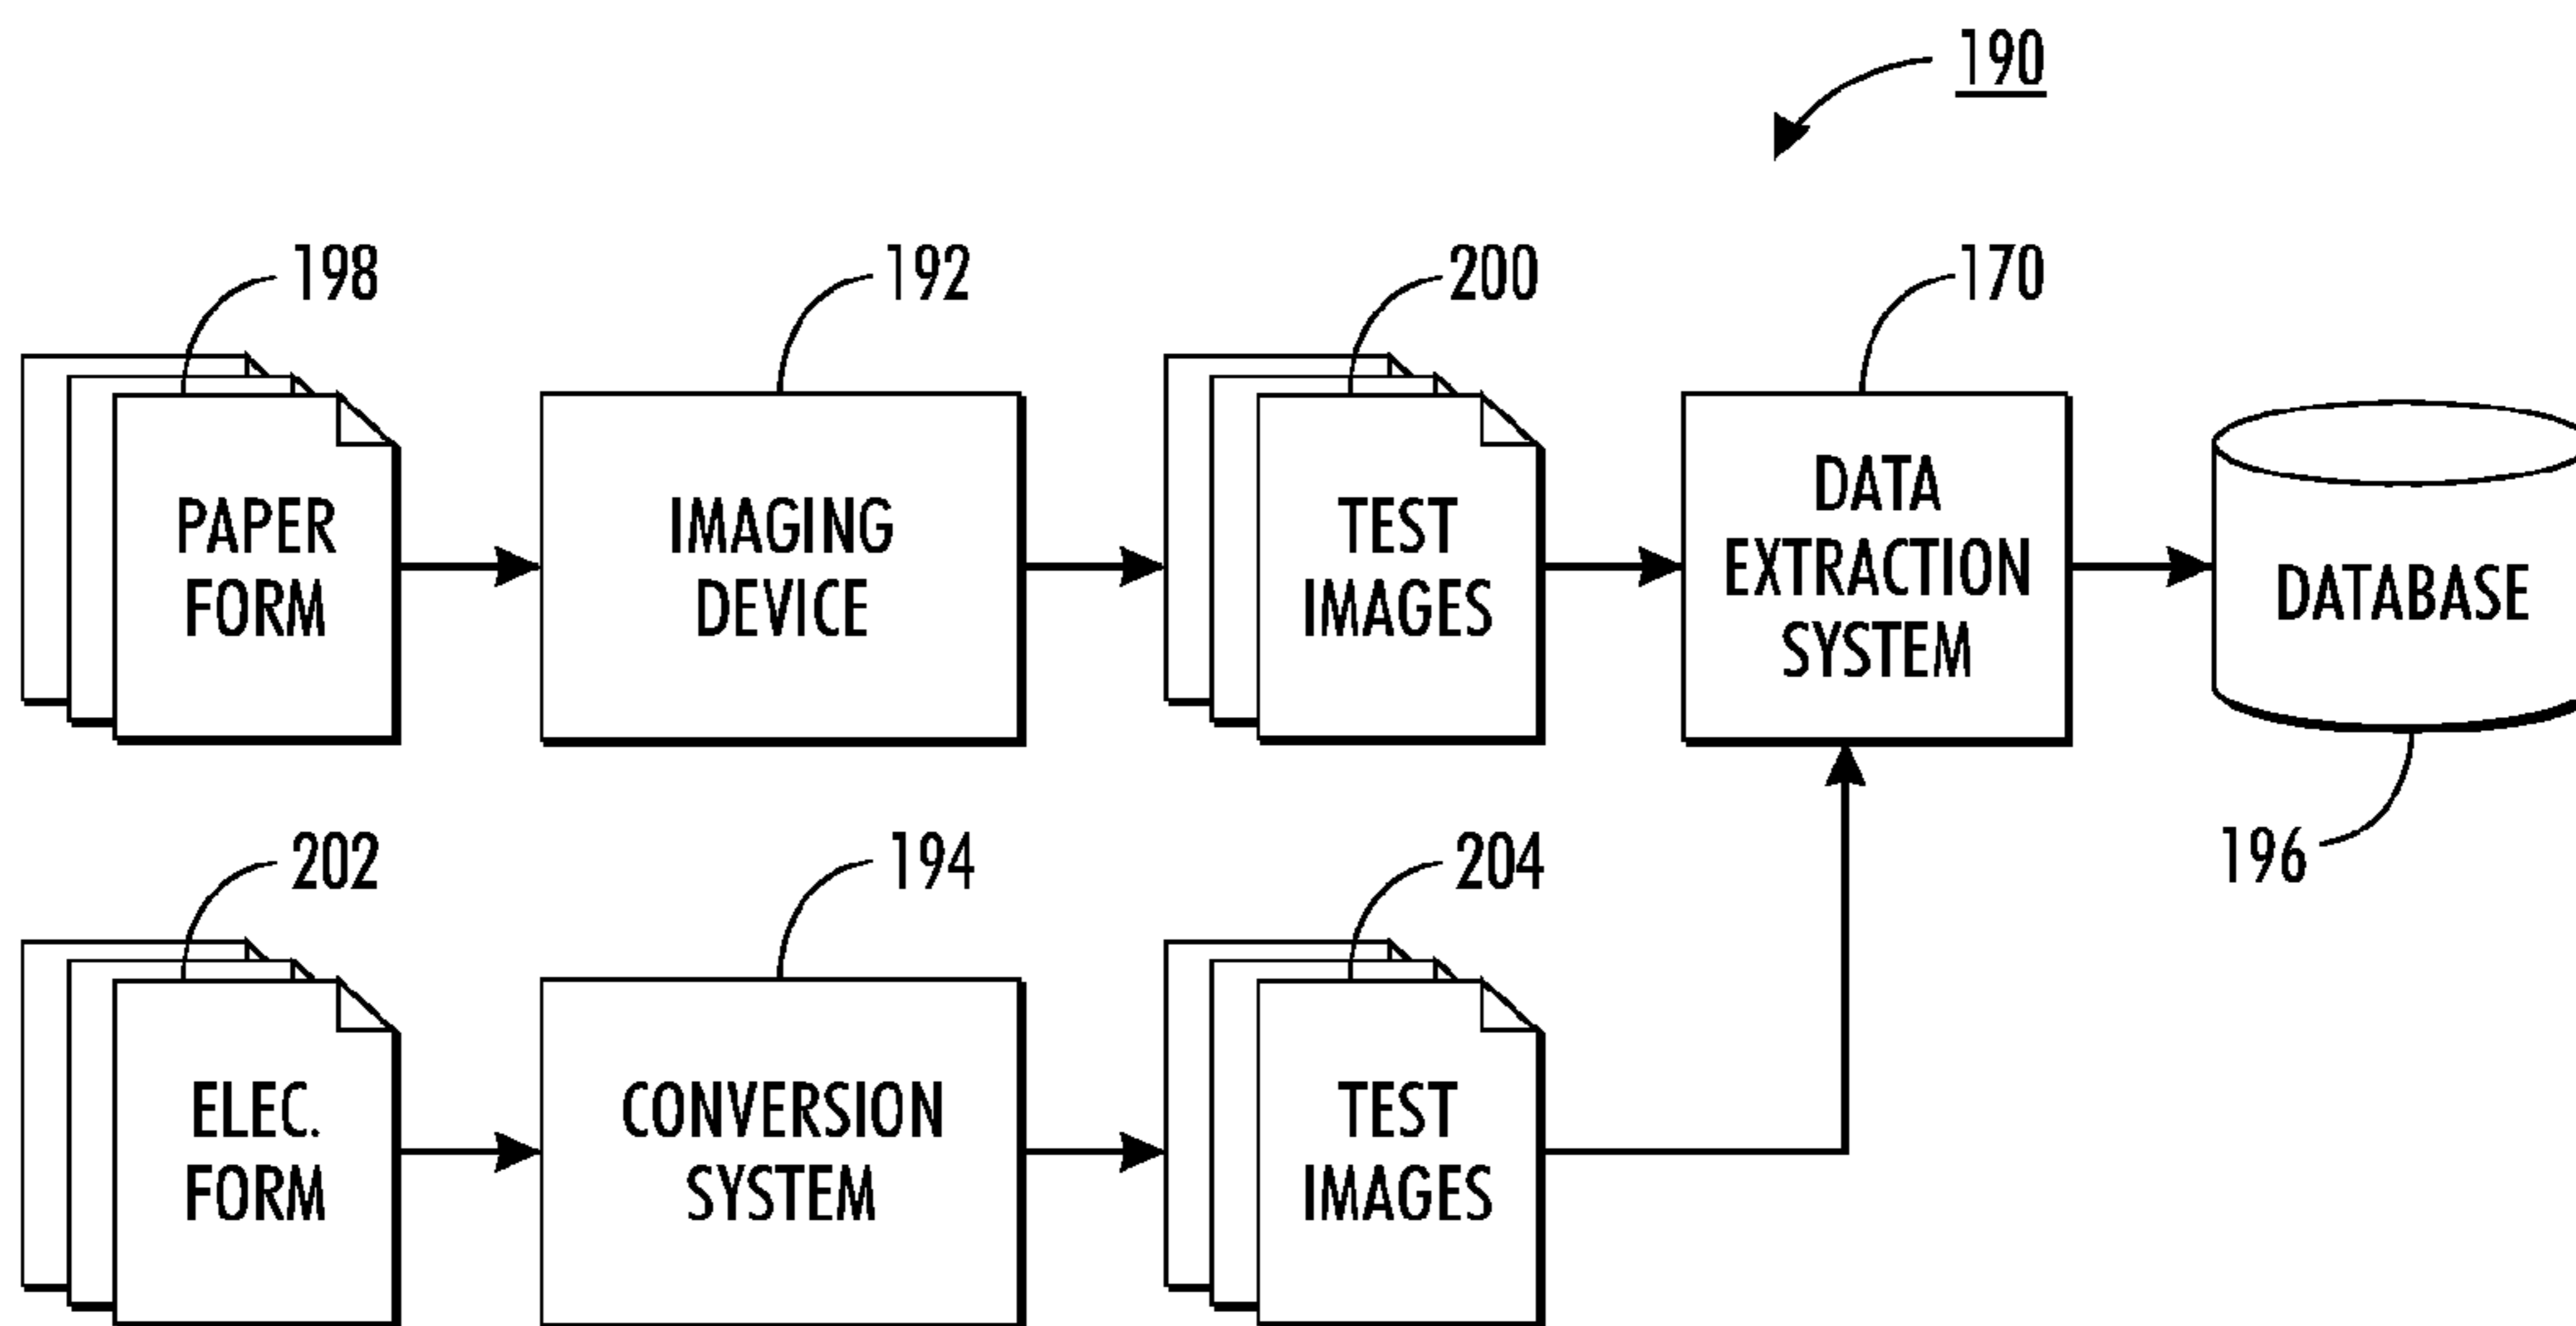 190
198
192
200
170
PAPER
FORM
IMAGING
DEVICE
TEST
IMAGES
DATA
EXTRACTION
SYSTEM
DATABASE
196
202
194
204
ELEC.
FORM
CONVERSION
SYSTEM
TEST
IMAGES